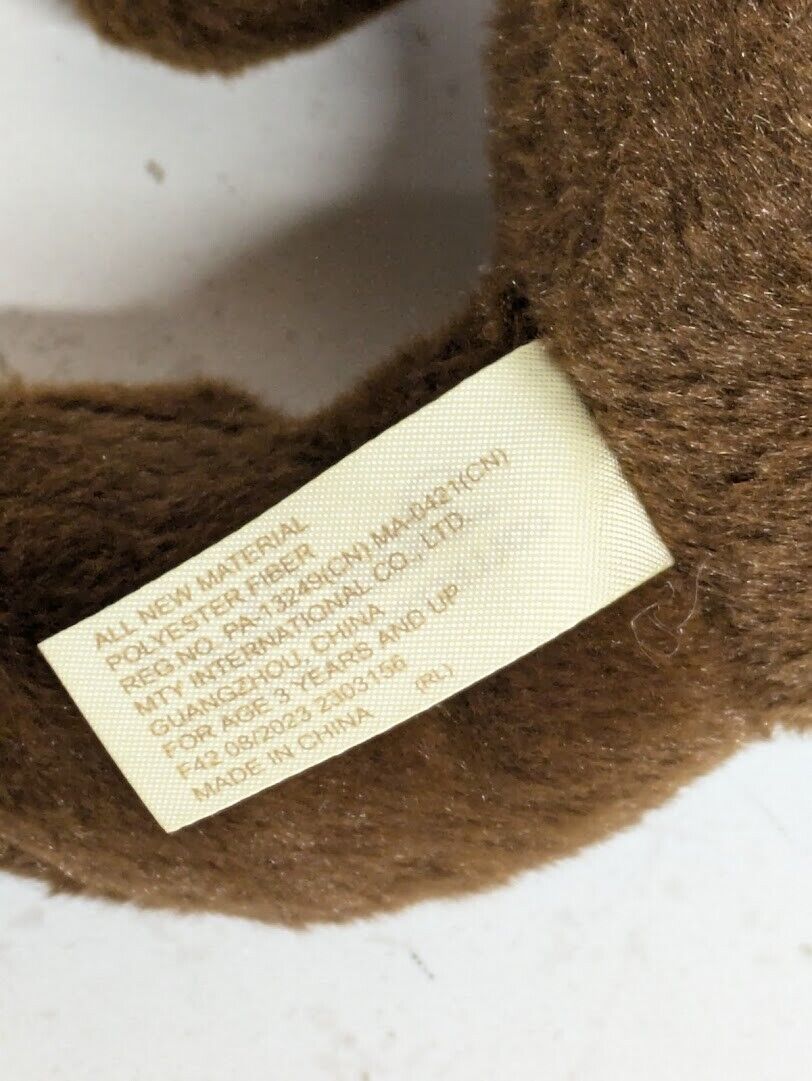 ALL NEW MATERIAL
POLYESTER FIBER
REG.NO. PA-13249(CN) MA-0421(CN)
MTY INTERNATIONAL CO., LTD.
GUANGZHOU, CHINA
FOR AGE 3 YEARS AND UP
F42 08/2023 2303156 (RL)
MADE IN CHINA